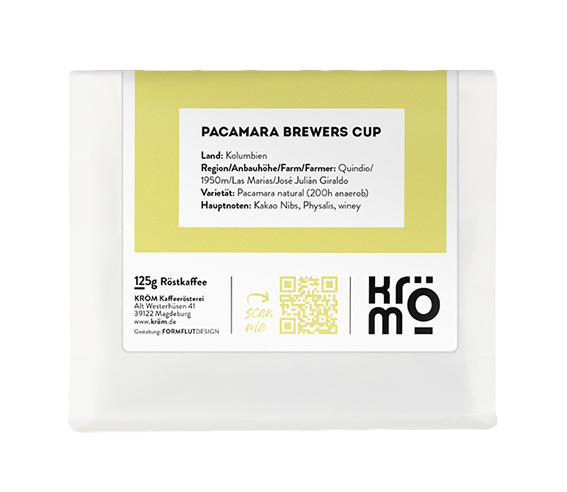 PACAMARA BREWERS CUP
Land: Kolumbien
Region/Anbauhöhe/Farm/Farmer: Quindio/
1950m/Las Marias/José Julián Giraldo
Varietät: Pacamara natural (200h anaerob)
Hauptnoten: Kakao Nibs, Physalis, winey
125g Röstkaffee
KRÖM Kaffeerösterei
Alt Westerhüsen 41
39122 Magdeburg
www.kröm.de
Gestaltung: FORMFLUTDESIGN
scan
me
krö
m